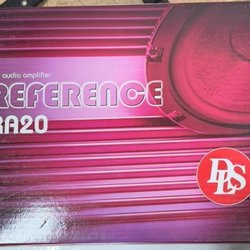 audio amplifier
REFERENCE
RA20
DLS